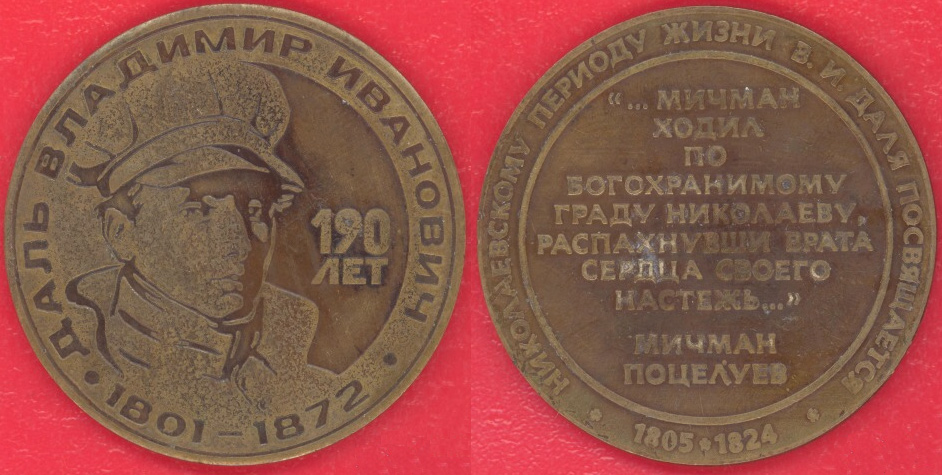 ДАЛЬ ВЛАДИМИР ИВАНОВИЧ
190
ЛЕТ
• 1801 – 1872 •
НИКОЛАЕВСКОМУ ПЕРИОДУ ЖИЗНИ В. И. ДАЛЯ ПОСВЯЩАЕТСЯ
"... МИЧМАН
ХОДИЛ
ПО
БОГОХРАНИМОМУ
ГРАДУ НИКОЛАЕВУ,
РАСПАХНУВШИ ВРАТА
СЕРДЦА СВОЕГО
НАСТЕЖЬ..."
МИЧМАН
ПОЦЕЛУЕВ
* 1805 * 1824 *